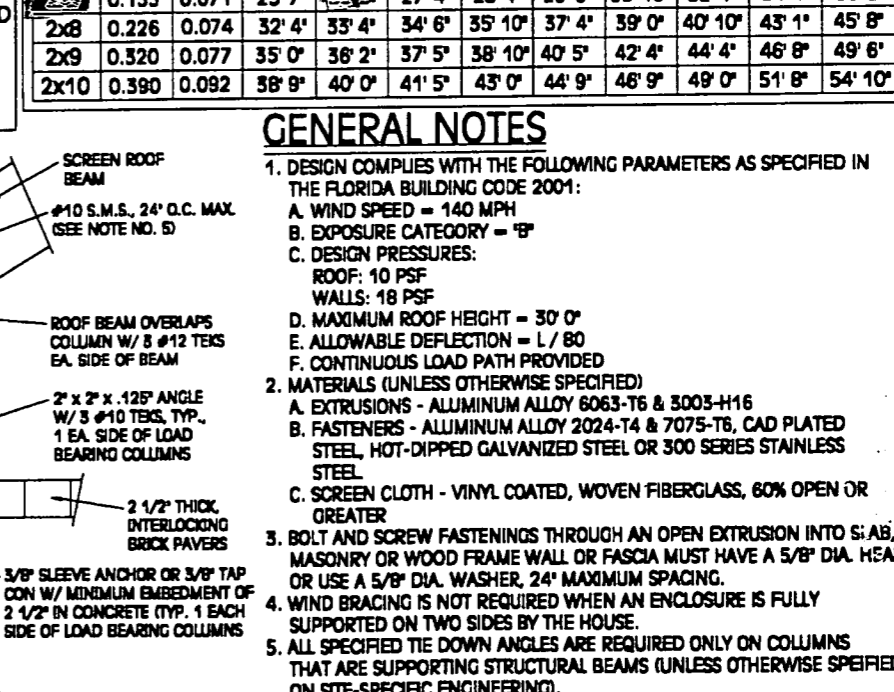 D
0.071
2x8 0.226 0.074 32' 4" 33' 4" 34' 6" 35' 10" 37' 4" 39' 0" 40' 10" 43' 1" 45' 8"
2x9 0.320 0.077 35' 0" 36' 2" 37' 5" 38' 10" 40' 5" 42' 4" 44' 4" 46' 8" 49' 6"
2x10 0.390 0.092 38' 9" 40' 0" 41' 5" 43' 0" 44' 9" 46' 9" 49' 0" 51' 8" 54' 10"
SCREEN ROOF
BEAM
#10 S.M.S., 24" O.C. MAX.
(SEE NOTE NO. 5)
ROOF BEAM OVERLAPS
COLUMN W/ 3 #12 TEKS
EA. SIDE OF BEAM
2" x 2" x .125" ANGLE
W/ 3 #10 TEKS, TYP.,
1 EA. SIDE OF LOAD
BEARING COLUMNS
2 1/2" THICK,
INTERLOCKING
BRICK PAVERS
3/8" SLEEVE ANCHOR OR 3/8" TAP
CON W/ MINIMUM EMBEDMENT OF
2 1/2" IN CONCRETE (TYP. 1 EACH
SIDE OF LOAD BEARING COLUMNS
GENERAL NOTES
1. DESIGN COMPLIES WITH THE FOLLOWING PARAMETERS AS SPECIFIED IN
THE FLORIDA BUILDING CODE 2001:
A. WIND SPEED = 140 MPH
B. EXPOSURE CATEGORY = "B"
C. DESIGN PRESSURES:
ROOF: 10 PSF
WALLS: 18 PSF
D. MAXIMUM ROOF HEIGHT = 30' 0"
E. ALLOWABLE DEFLECTION = L / 80
F. CONTINUOUS LOAD PATH PROVIDED
2. MATERIALS (UNLESS OTHERWISE SPECIFIED)
A. EXTRUSIONS - ALUMINUM ALLOY 6063-T6 & 3003-H16
B. FASTENERS - ALUMINUM ALLOY 2024-T4 & 7075-T6, CAD PLATED
STEEL, HOT-DIPPED GALVANIZED STEEL OR 300 SERIES STAINLESS
STEEL
C. SCREEN CLOTH - VINYL COATED, WOVEN FIBERGLASS, 60% OPEN OR
GREATER
3. BOLT AND SCREW FASTENINGS THROUGH AN OPEN EXTRUSION INTO SLAB,
MASONRY OR WOOD FRAME WALL OR FASCIA MUST HAVE A 5/8" DIA. HEA
OR USE A 5/8" DIA. WASHER, 24" MAXIMUM SPACING.
4. WIND BRACING IS NOT REQUIRED WHEN AN ENCLOSURE IS FULLY
SUPPORTED ON TWO SIDES BY THE HOUSE.
5. ALL SPECIFIED TIE DOWN ANGLES ARE REQUIRED ONLY ON COLUMNS
THAT ARE SUPPORTING STRUCTURAL BEAMS (UNLESS OTHERWISE SPEIFIE
ON SITE-SPECIFIC ENGINEERING).